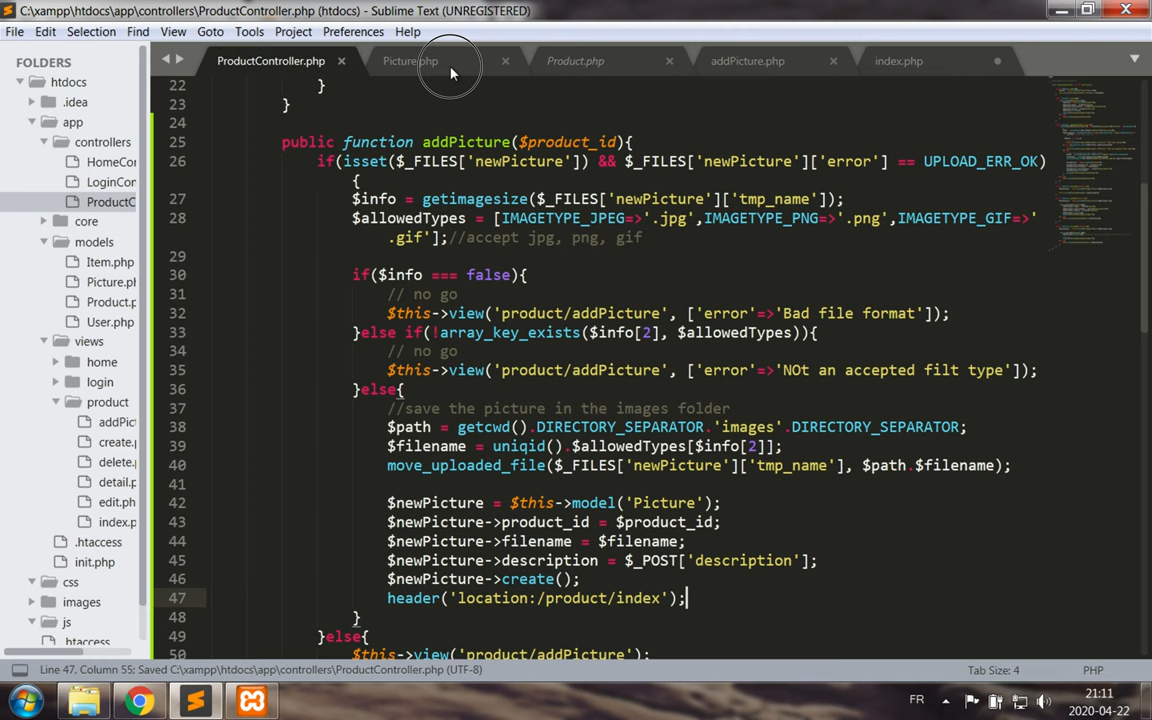 C:\xampp\htdocs\app\controllers\ProductController.php (htdocs) - Sublime Text (UNREGISTERED)
File Edit Selection Find View Goto Tools Project Preferences Help
FOLDERS
htdocs
.idea
app
controllers
HomeCor
LoginCon
ProductC
core
models
Item.php
Picture.pl
Product.p
User.php
views
home
login
product
addPict
create.p
delete.p
detail.p
edit.ph
index.p
.htaccess
init.php
css
images
js
.htaccess
ProductController.php Picture.php Product.php addPicture.php index.php
22 }
23 }
24
25 public function addPicture($product_id){
26 if(isset($_FILES['newPicture']) && $_FILES['newPicture']['error'] == UPLOAD_ERR_OK)
{
27 $info = getimagesize($_FILES['newPicture']['tmp_name']);
28 $allowedTypes = [IMAGETYPE_JPEG=>'.jpg',IMAGETYPE_PNG=>'.png',IMAGETYPE_GIF=>'
.gif'];//accept jpg, png, gif
29
30 if($info === false){
31 // no go
32 $this->view('product/addPicture', ['error'=>'Bad file format']);
33 }else if(!array_key_exists($info[2], $allowedTypes)){
34 // no go
35 $this->view('product/addPicture', ['error'=>'NOt an accepted filt type']);
36 }else{
37 //save the picture in the images folder
38 $path = getcwd().DIRECTORY_SEPARATOR.'images'.DIRECTORY_SEPARATOR;
39 $filename = uniqid().$allowedTypes[$info[2]];
40 move_uploaded_file($_FILES['newPicture']['tmp_name'], $path.$filename);
41
42 $newPicture = $this->model('Picture');
43 $newPicture->product_id = $product_id;
44 $newPicture->filename = $filename;
45 $newPicture->description = $_POST['description'];
46 $newPicture->create();
47 header('location:/product/index');
48 }
49 }else{
50 $this->view('product/addPicture');
Line 47, Column 55: Saved C:\xampp\htdocs\app\controllers\ProductController.php (UTF-8) Tab Size: 4 PHP
FR
21:11
2020-04-22